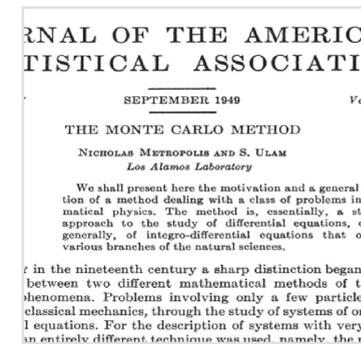 RNAL OF THE AMERIC
TISTICAL ASSOCIATI
SEPTEMBER 1949
THE MONTE CARLO METHOD
NICHOLAS METROPOLIS AND S. ULAM
Los Alamos Laboratory
We shall present here the motivation and a general
tion of a method dealing with a class of problems in
matical physics. The method is, essentially, a st
approach to the study of differential equations,
generally, of integro-differential equations that o
various branches of the natural sciences.
in the nineteenth century a sharp distinction began
between two different mathematical methods of t
phenomena. Problems involving only a few particle
classical mechanics, through the study of systems of o
l equations. For the description of systems with ver
an entirely different technique was used, namely, the